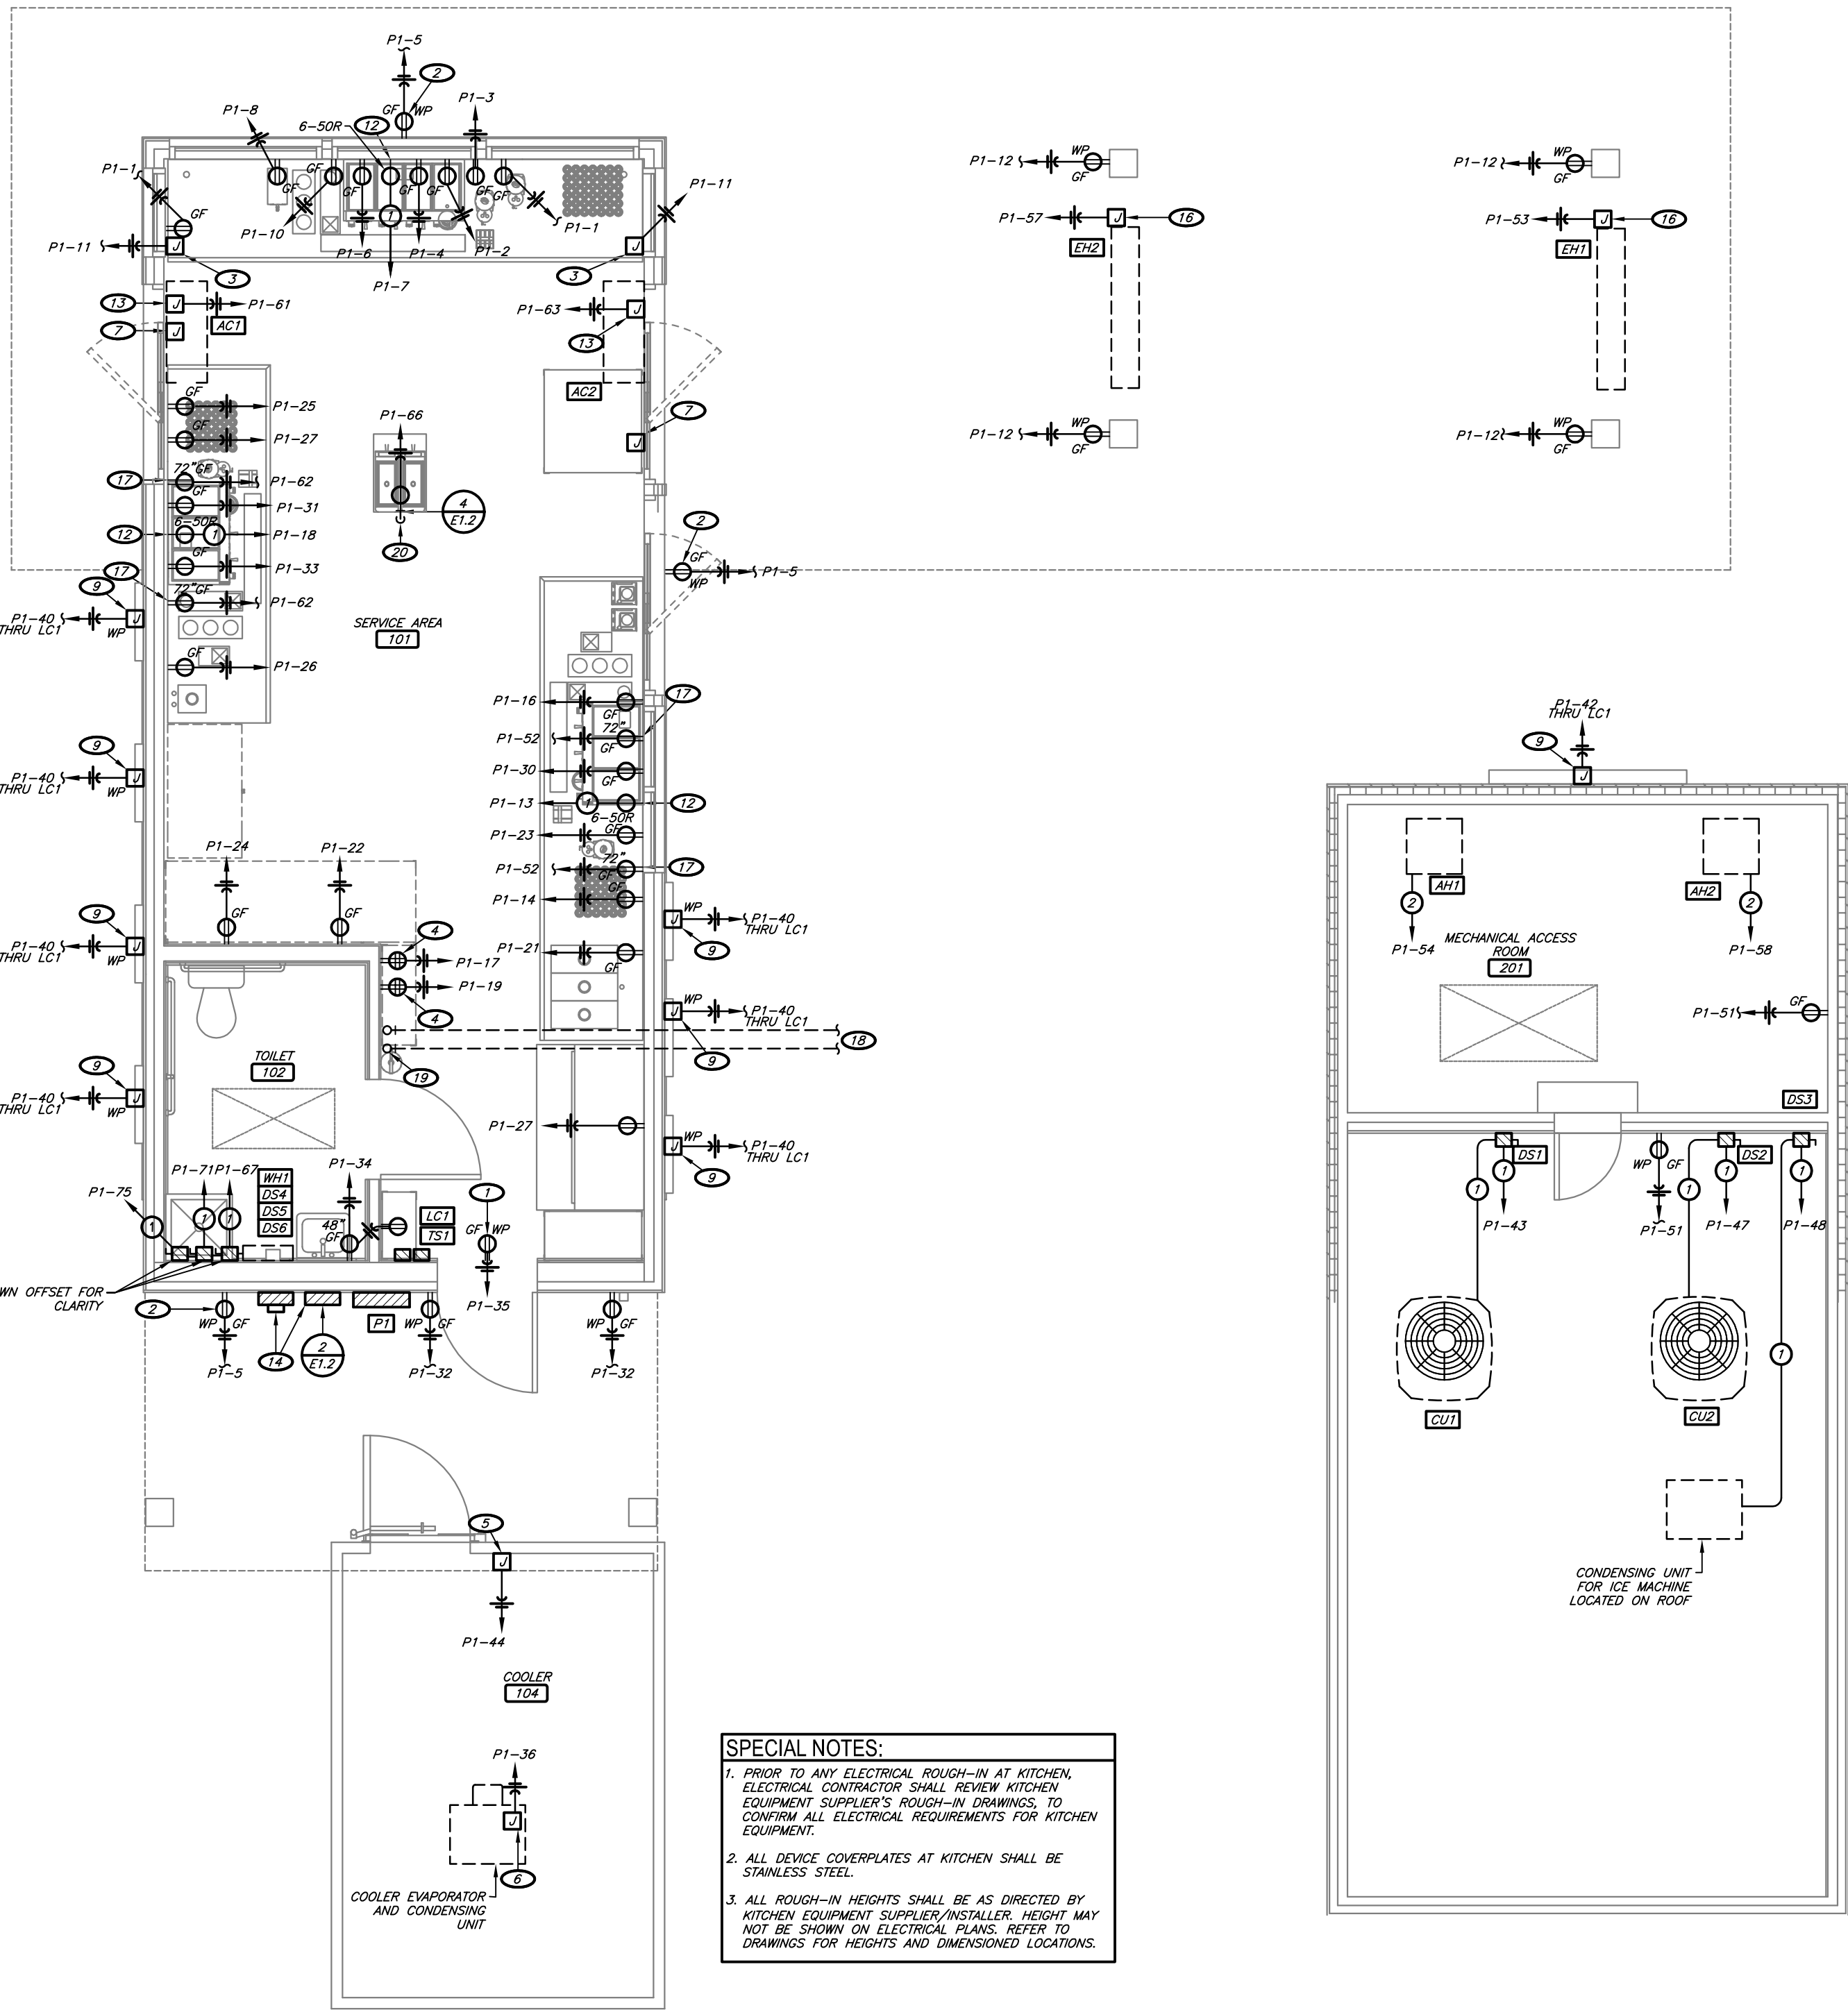 P1-5
2
GF
WP
P1-3
P1-8
6-50R
12
P1-1
GF
GF
GF
GF
GF
GF
GF
GF
P1-11
P1-11
1
P1-10
P1-6
P1-4
P1-2
P1-1
P1-7
3
3
P1-12
WP
GF
P1-12
WP
GF
P1-57
16
EH2
P1-53
16
EH1
P1-12
WP
GF
P1-12
WP
GF
13
J
P1-61
7
J
AC1
P1-63
J
13
AC2
7
J
GF
P1-25
GF
P1-27
17
72" GF
P1-62
GF
P1-31
6-50R
12
1
P1-18
GF
P1-33
17
72" GF
P1-62
GF
P1-26
P1-66
4
E1.2
20
2
GF
WP
P1-5
SERVICE AREA
101
9
P1-40
THRU LC1
J
WP
9
P1-40
THRU LC1
J
WP
9
P1-40
THRU LC1
J
WP
9
P1-40
THRU LC1
J
WP
P1-16
GF
17
72"
P1-52
GF
P1-30
GF
P1-13
1
12
6-50R
P1-23
GF
72"
P1-52
GF
17
P1-14
GF
P1-21
GF
P1-24
GF
P1-22
GF
4
P1-17
P1-19
4
J
WP
P1-40
THRU LC1
9
J
WP
P1-40
THRU LC1
9
18
19
TOILET
102
P1-27
J
WP
P1-40
THRU LC1
9
P1-75
P1-71
P1-67
1
1
1
WH1
DS4
DS5
DS6
P1-34
48"
GF
LC1
TS1
1
GF
WP
P1-35
WN OFFSET FOR
CLARITY
2
WP
GF
P1-5
14
2
E1.2
P1
WP
GF
P1-32
WP
GF
P1-32
5
J
P1-44
COOLER
104
P1-36
J
6
COOLER EVAPORATOR
AND CONDENSING
UNIT
P1-42
THRU LC1
9
J
AH1
2
P1-54
AH2
2
P1-58
MECHANICAL ACCESS
ROOM
201
P1-51
GF
DS3
DS1
1
1
P1-43
WP
GF
P1-51
DS2
1
1
P1-47
1
P1-48
1
CU1
CU2
CONDENSING UNIT
FOR ICE MACHINE
LOCATED ON ROOF
SPECIAL NOTES:
1. PRIOR TO ANY ELECTRICAL ROUGH-IN AT KITCHEN,
ELECTRICAL CONTRACTOR SHALL REVIEW KITCHEN
EQUIPMENT SUPPLIER'S ROUGH-IN DRAWINGS, TO
CONFIRM ALL ELECTRICAL REQUIREMENTS FOR KITCHEN
EQUIPMENT.
2. ALL DEVICE COVERPLATES AT KITCHEN SHALL BE
STAINLESS STEEL.
3. ALL ROUGH-IN HEIGHTS SHALL BE AS DIRECTED BY
KITCHEN EQUIPMENT SUPPLIER/INSTALLER. HEIGHT MAY
NOT BE SHOWN ON ELECTRICAL PLANS. REFER TO
DRAWINGS FOR HEIGHTS AND DIMENSIONED LOCATIONS.